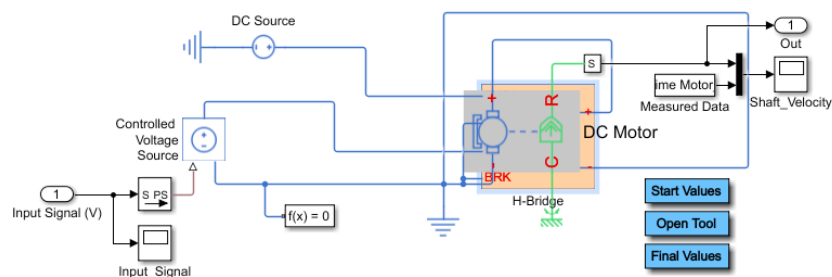 DC Source
1
Out
S
R
+
ime Motor
Measured Data
Shaft_Velocity
Controlled
Voltage
Source
+
DC Motor
-
-
C
BRK
H-Bridge
1
Input Signal (V)
S PS
f(x) = 0
Input_Signal
Start Values
Open Tool
Final Values